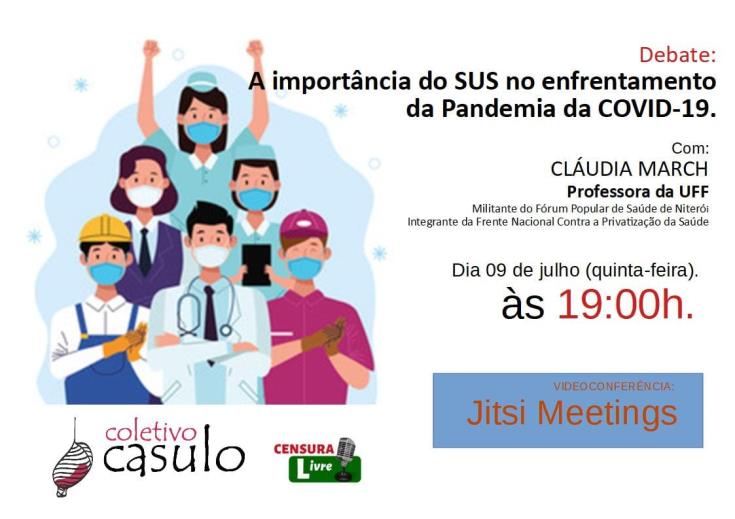 Debate:
A importância do SUS no enfrentamento
da Pandemia da COVID-19.
Com:
CLÁUDIA MARCH
Professora da UFF
Militante do Fórum Popular de Saúde de Niterói
Integrante da Frente Nacional Contra a Privatização da Saúde
Dia 09 de julho (quinta-feira).
às 19:00h.
VIDEOCONFERÊNCIA:
Jitsi Meetings
coletivo
casulo
CENSURA
Livre